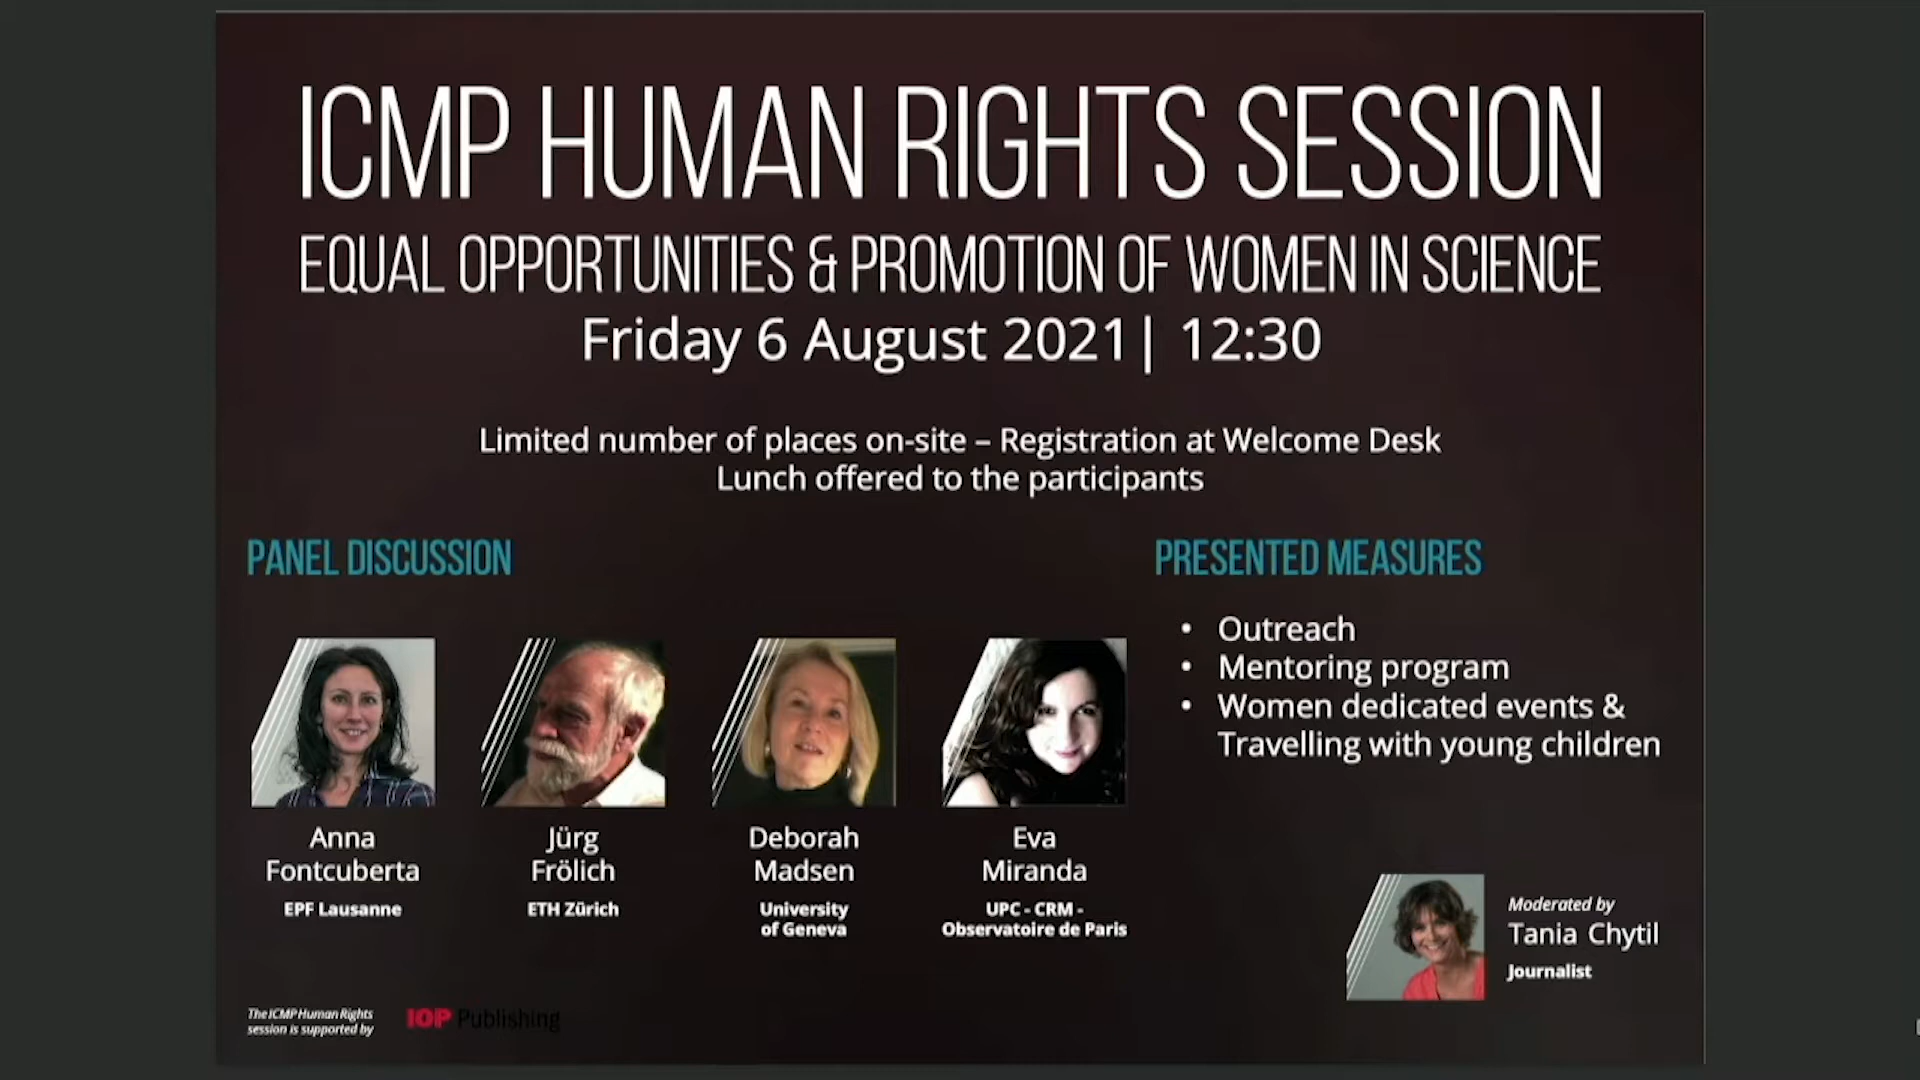 ICMP HUMAN RIGHTS SESSION
EQUAL OPPORTUNITIES & PROMOTION OF WOMEN IN SCIENCE
Friday 6 August 2021| 12:30
Limited number of places on-site – Registration at Welcome Desk
Lunch offered to the participants
PANEL DISCUSSION
Anna
Fontcuberta
EPF Lausanne
Jürg
Frölich
ETH Zürich
Deborah
Madsen
University
of Geneva
Eva
Miranda
UPC - CRM -
Observatoire de Paris
PRESENTED MEASURES
• Outreach
• Mentoring program
• Women dedicated events &
Travelling with young children
Moderated by
Tania Chytil
Journalist
The ICMP Human Rights
session is supported by
IOP Publishing